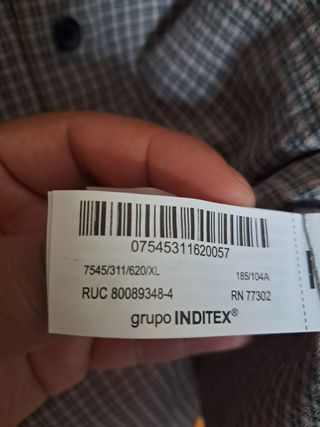 07545311620057
7545/311/620/XL 185/104A
RUC 80089348-4 RN 77302
grupo INDITEX®